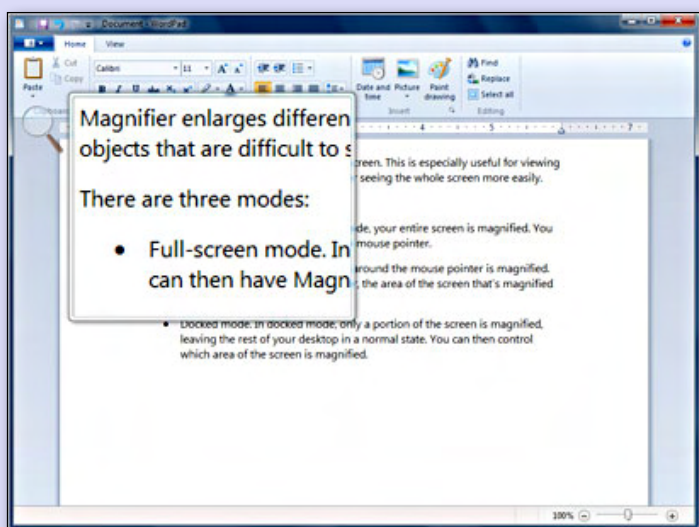 Document - WordPad
Home View
Cut
Copy
Paste
Calibri 11
Date and time
Picture
Paint drawing
Insert
Find
Replace
Select all
Editing
Magnifier enlarges differen
objects that are difficult to s
There are three modes:
• Full-screen mode. In
can then have Magn
4 5 7
creen. This is especially useful for viewing
seeing the whole screen more easily.
de, your entire screen is magnified. You
mouse pointer.
around the mouse pointer is magnified.
, the area of the screen that's magnified
• Docked mode. In docked mode, only a portion of the screen is magnified,
leaving the rest of your desktop in a normal state. You can then control
which area of the screen is magnified.
100%